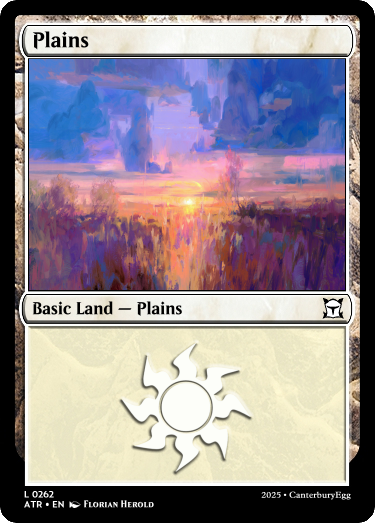 Plains
Basic Land — Plains
L 0262
ATR • EN Florian Herold
2025 • CanterburyEgg